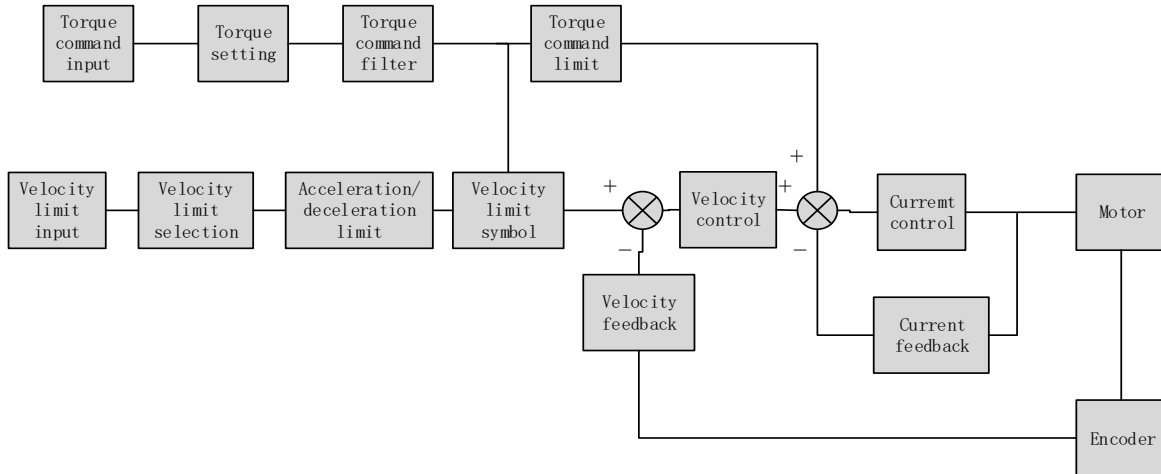 Torque
command
input
Torque
setting
Torque
command
filter
Torque
command
limit
+
Velocity
limit
input
Velocity
limit
selection
Acceleration/
deceleration
limit
Velocity
limit
symbol
+
−
Velocity
control
+
−
Curremt
control
Motor
Velocity
feedback
Current
feedback
Encoder